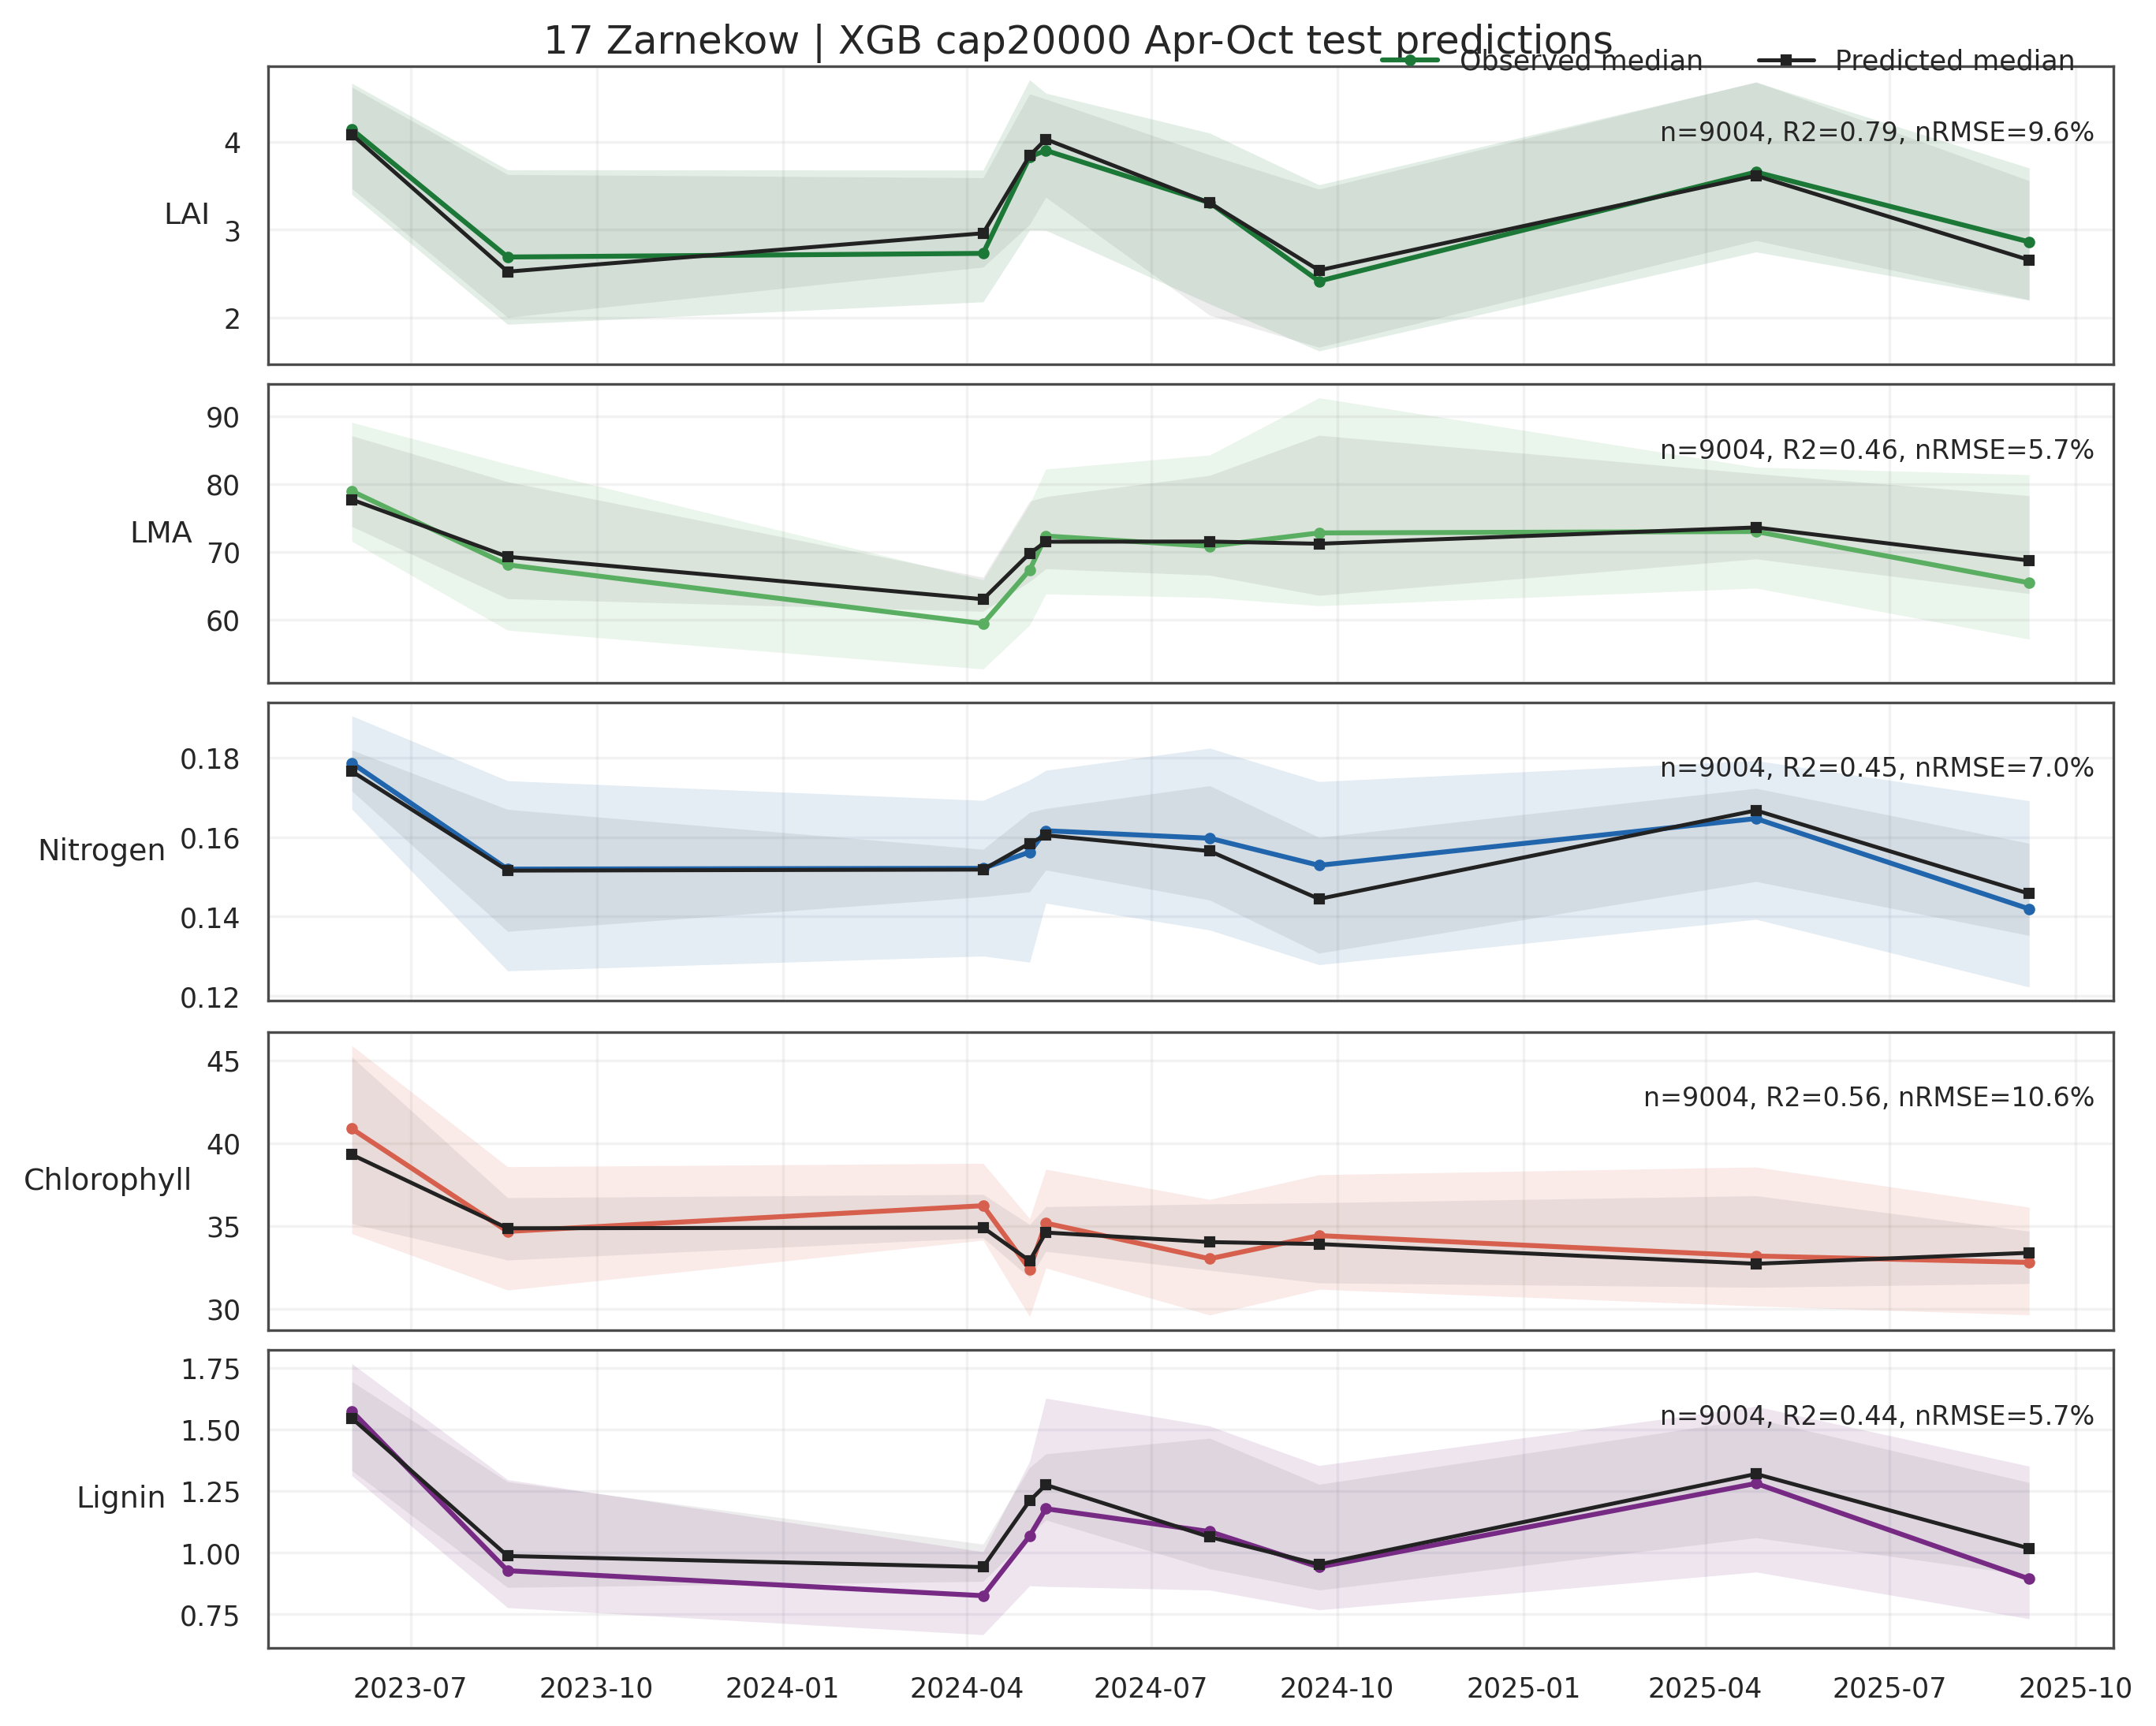 17 Zarnekow | XGB cap20000 Apr-Oct test predictions
Observed median
Predicted median
LAI
4
3
2
n=9004, R2=0.79, nRMSE=9.6%
LMA
90
80
70
60
n=9004, R2=0.46, nRMSE=5.7%
Nitrogen
0.18
0.16
0.14
0.12
n=9004, R2=0.45, nRMSE=7.0%
Chlorophyll
45
40
35
30
n=9004, R2=0.56, nRMSE=10.6%
Lignin
1.75
1.50
1.25
1.00
0.75
n=9004, R2=0.44, nRMSE=5.7%
2023-07 2023-10 2024-01 2024-04 2024-07 2024-10 2025-01 2025-04 2025-07 2025-10